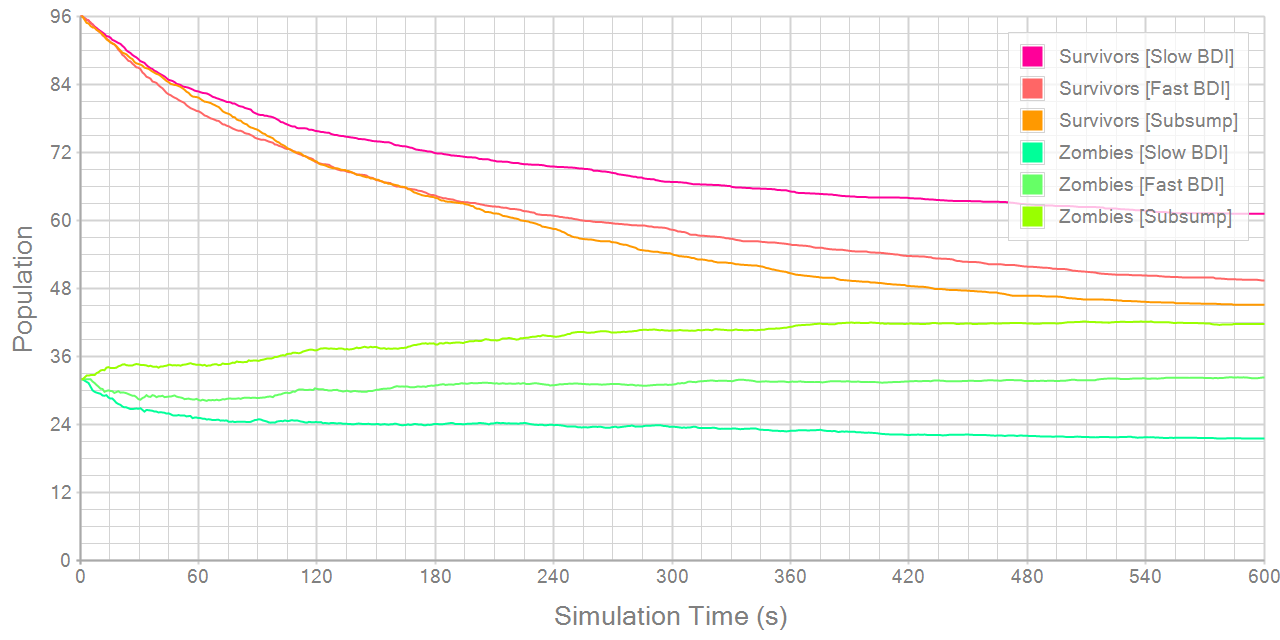 96
84
72
60
48
36
24
12
0
Population
0 60 120 180 240 300 360 420 480 540 600
Simulation Time (s)
Survivors [Slow BDI]
Survivors [Fast BDI]
Survivors [Subsump]
Zombies [Slow BDI]
Zombies [Fast BDI]
Zombies [Subsump]